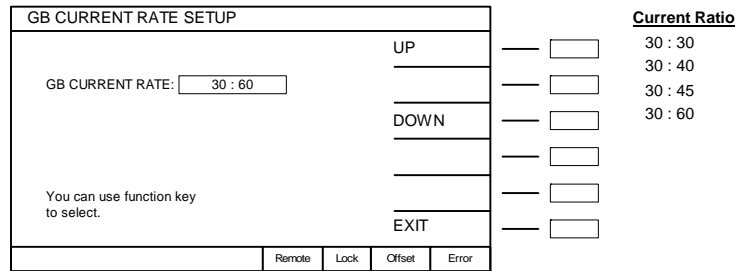 GB CURRENT RATE SETUP
UP
GB CURRENT RATE: 30 : 60
DOWN
You can use function key
to select.
EXIT
Remote Lock Offset Error
Current Ratio
30 : 30
30 : 40
30 : 45
30 : 60